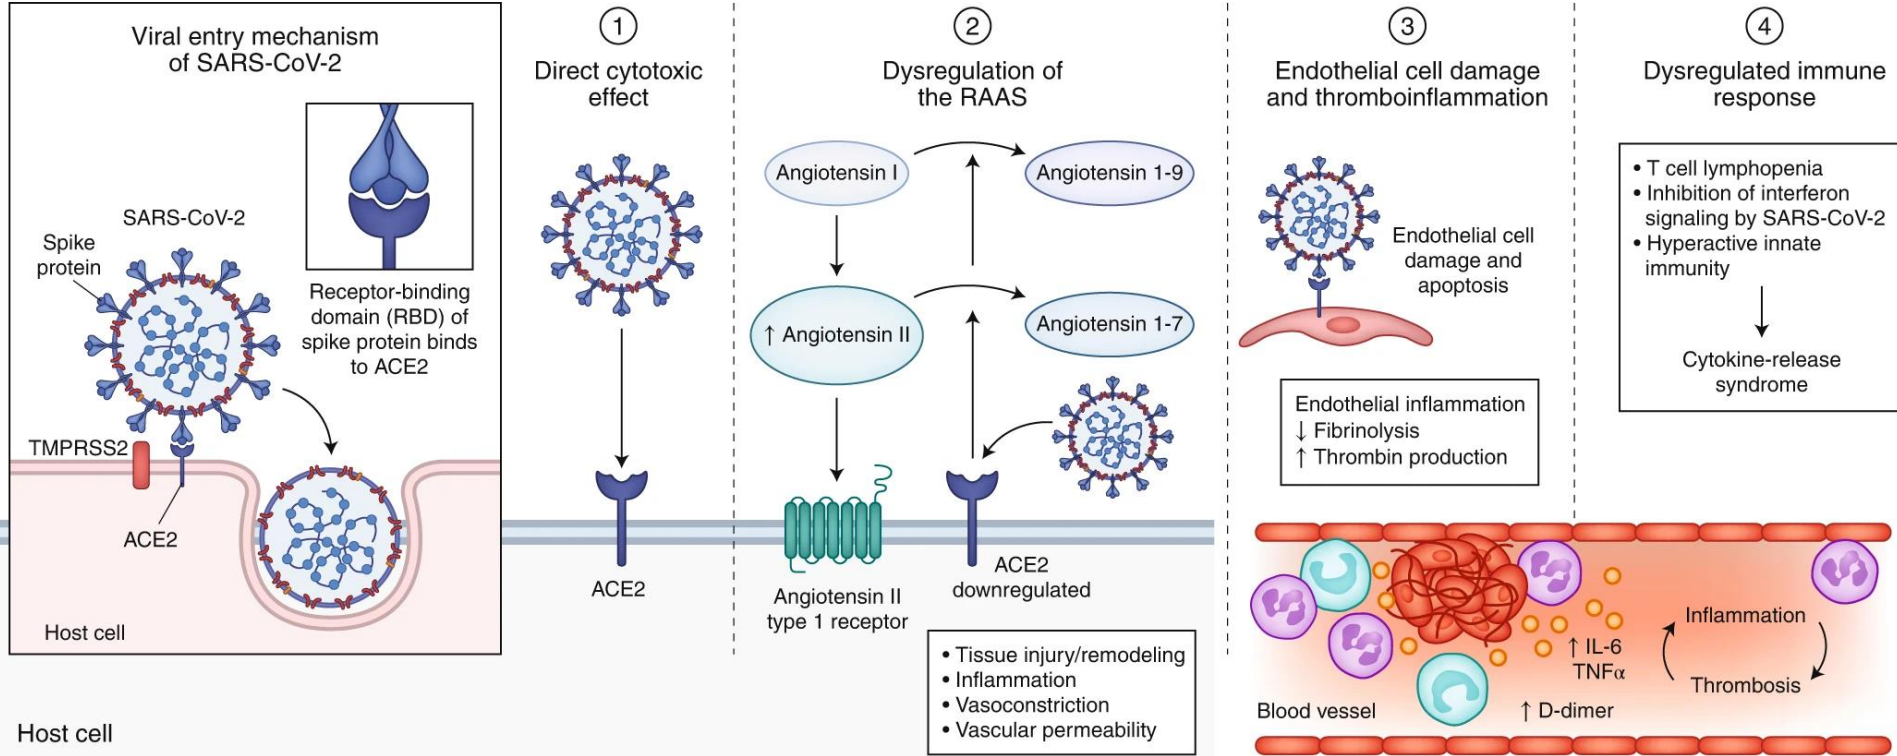 Viral entry mechanism
of SARS-CoV-2
SARS-CoV-2
Spike
protein
Receptor-binding
domain (RBD) of
spike protein binds
to ACE2
TMPRSS2
ACE2
Host cell
Host cell
1
Direct cytotoxic
effect
ACE2
2
Dysregulation of
the RAAS
Angiotensin I
Angiotensin 1-9
↑ Angiotensin II
Angiotensin 1-7
Angiotensin II
type 1 receptor
ACE2
downregulated
• Tissue injury/remodeling
• Inflammation
• Vasoconstriction
• Vascular permeability
3
Endothelial cell damage
and thromboinflammation
Endothelial cell
damage and
apoptosis
Endothelial inflammation
↓ Fibrinolysis
↑ Thrombin production
4
Dysregulated immune
response
• T cell lymphopenia
• Inhibition of interferon
signaling by SARS-CoV-2
• Hyperactive innate
immunity
Cytokine-release
syndrome
Inflammation
↑ IL-6
TNFα
Thrombosis
Blood vessel
↑ D-dimer